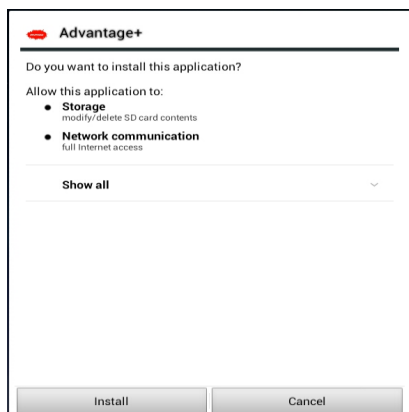 Advantage+
Do you want to install this application?
Allow this application to:
Storage
modify/delete SD card contents
Network communication
full Internet access
Show all
Install Cancel